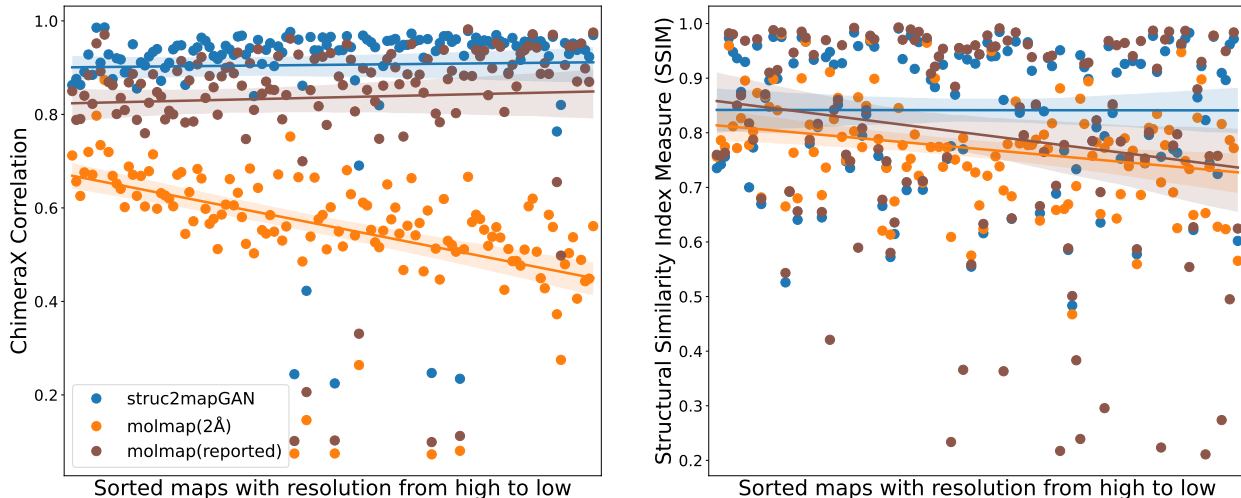 ChimeraX Correlation
1.0
0.8
0.6
0.4
0.2
struc2mapGAN
molmap(2Å)
molmap(reported)
Sorted maps with resolution from high to low
Structural Similarity Index Measure (SSIM)
1.0
0.9
0.8
0.7
0.6
0.5
0.4
0.3
0.2
Sorted maps with resolution from high to low